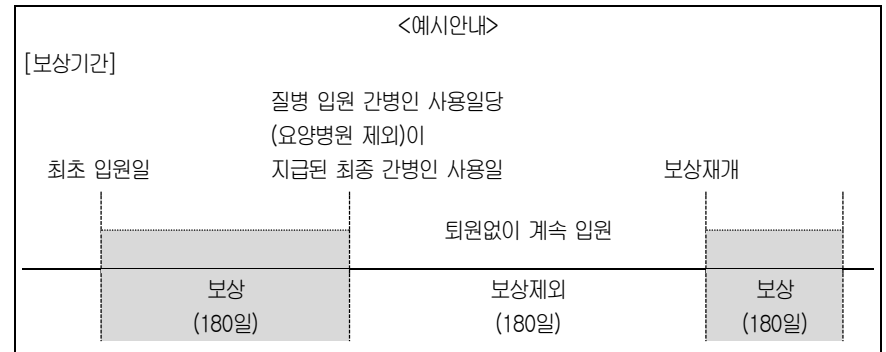 <예시안내>
[보상기간]
질병 입원 간병인 사용일당
(요양병원 제외)이
최초 입원일 지급된 최종 간병인 사용일 보상재개
퇴원없이 계속 입원
보상 보상제외 보상
(180일) (180일) (180일)